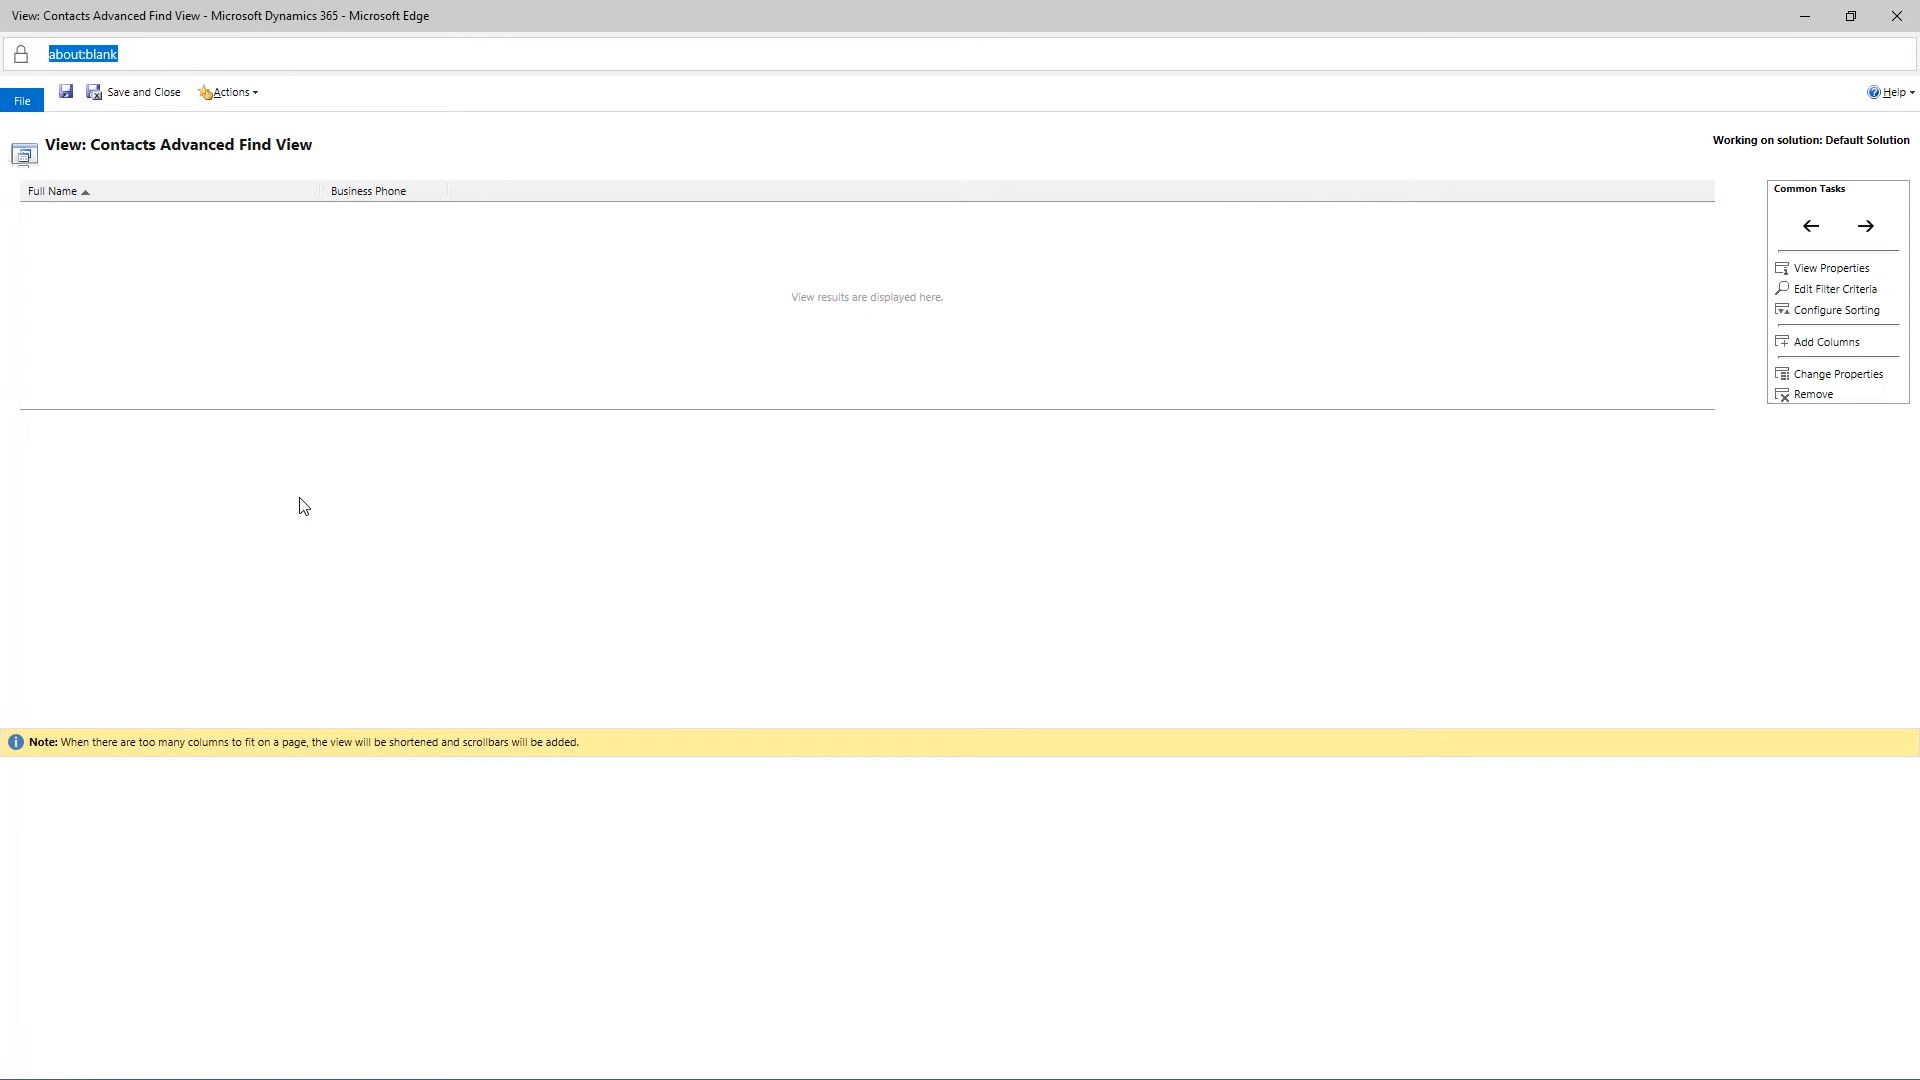 View: Contacts Advanced Find View - Microsoft Dynamics 365 - Microsoft Edge
about:blank
File
Save and Close
Actions
Help
View: Contacts Advanced Find View
Working on solution: Default Solution
Full Name
Business Phone
View results are displayed here.
Common Tasks
View Properties
Edit Filter Criteria
Configure Sorting
Add Columns
Change Properties
Remove
Note: When there are too many columns to fit on a page, the view will be shortened and scrollbars will be added.